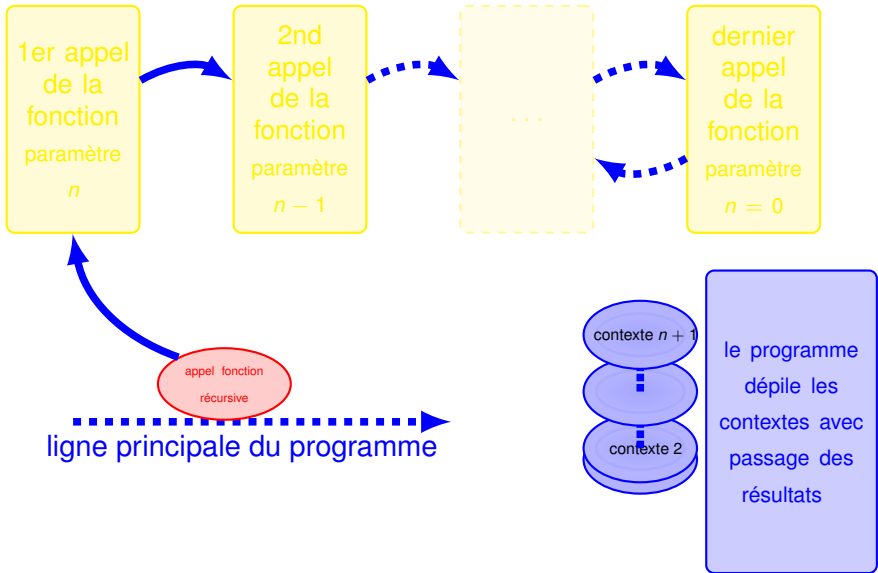 1er appel
de la
fonction
paramètre
n
2nd
appel
de la
fonction
paramètre
n − 1
. . .
dernier
appel
de la
fonction
paramètre
n = 0
appel fonction
récursive
ligne principale du programme
contexte n + 1
contexte 2
le programme
dépile les
contextes avec
passage des
résultats